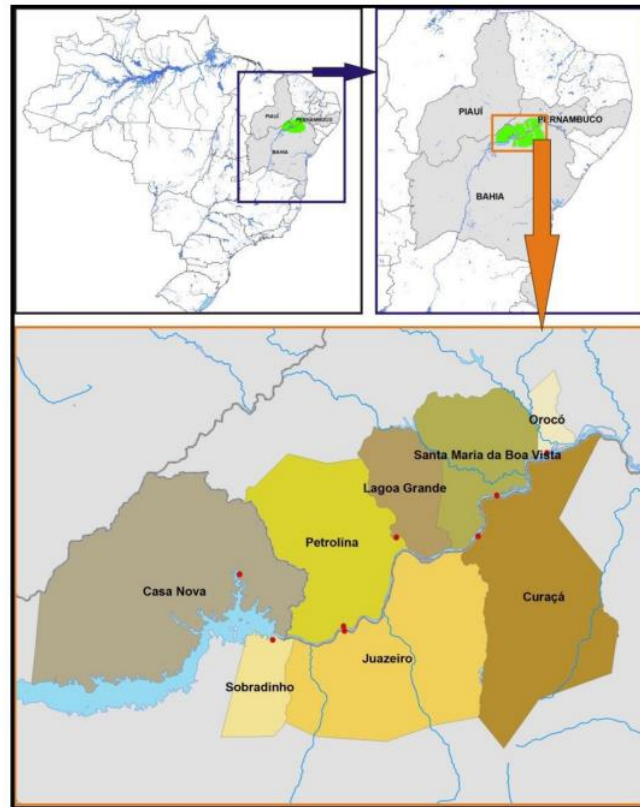 PIAUÍ
PERNAMBUCO
BAHIA
PIAUÍ
PERNAMBUCO
BAHIA
Orocó
Santa Maria da Boa Vista
Lagoa Grande
Petrolina
Casa Nova
Curaçá
Juazeiro
Sobradinho